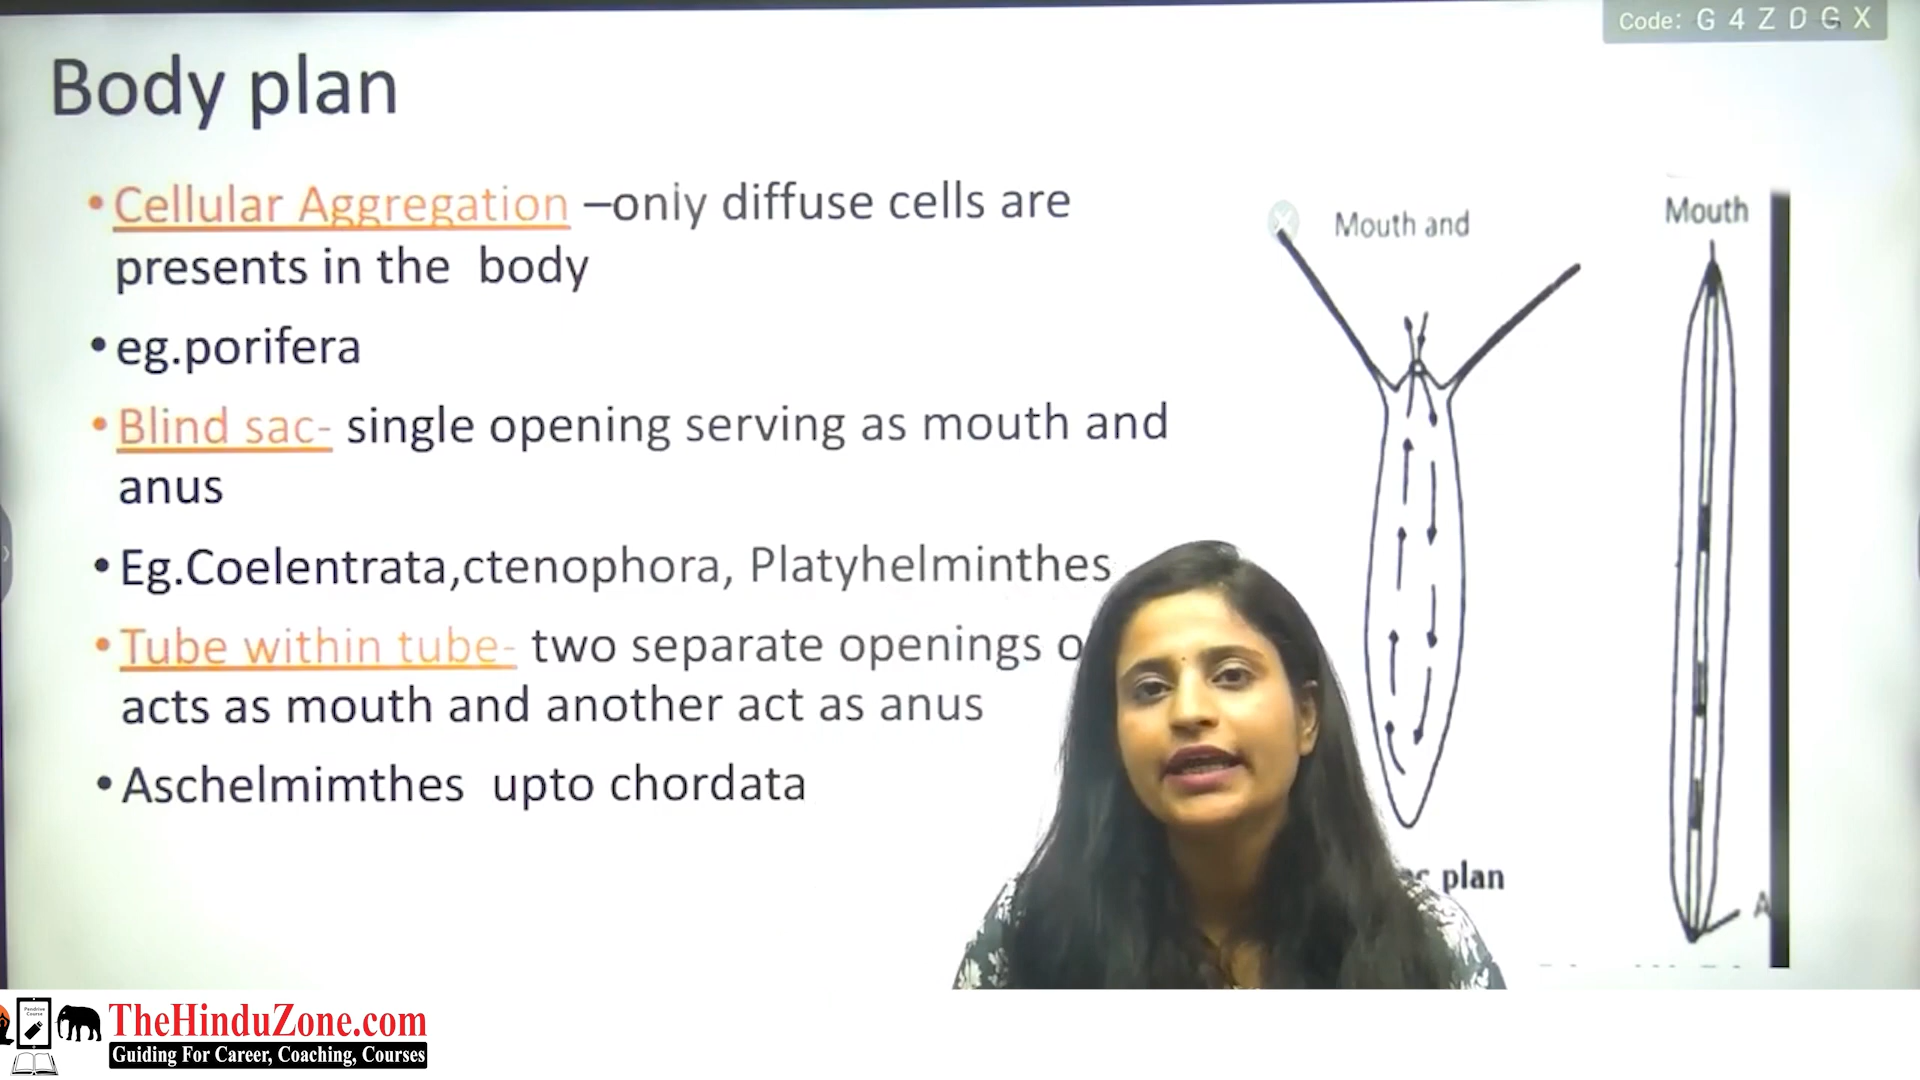 Code: G 4 Z D G X
Body plan
• Cellular Aggregation –only diffuse cells are
presents in the body
• eg.porifera
• Blind sac- single opening serving as mouth and
anus
• Eg.Coelentrata,ctenophora, Platyhelminthes
• Tube within tube- two separate openings
acts as mouth and another act as anus
• Aschelmimthes upto chordata
Mouth and
Mouth
plan
Pendrive
Course
TheHinduZone.com
Guiding For Career, Coaching, Courses